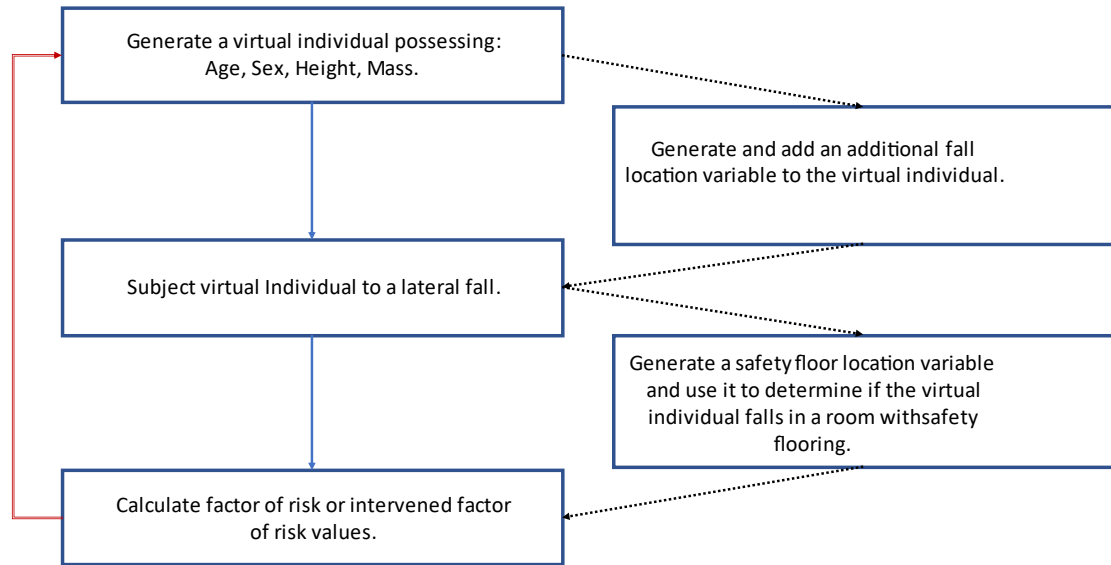 Generate a virtual individual possessing:
Age, Sex, Height, Mass.
Generate and add an additional fall
location variable to the virtual individual.
Subject virtual Individual to a lateral fall.
Generate a safety floor location variable
and use it to determine if the virtual
individual falls in a room withsafety
flooring.
Calculate factor of risk or intervened factor
of risk values.